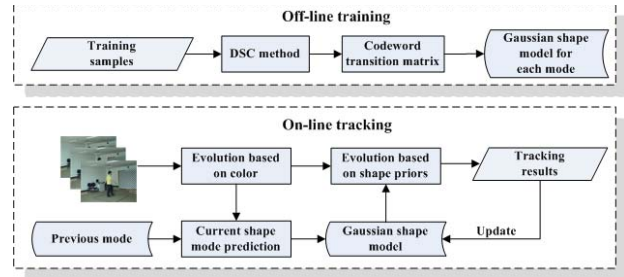 Off-line training
Training
samples
DSC method
Codeword
transition matrix
Gaussian shape
model for
each mode
On-line tracking
Evolution based
on color
Evolution based
on shape priors
Tracking
results
Previous mode
Current shape
mode prediction
Gaussian shape
model
Update